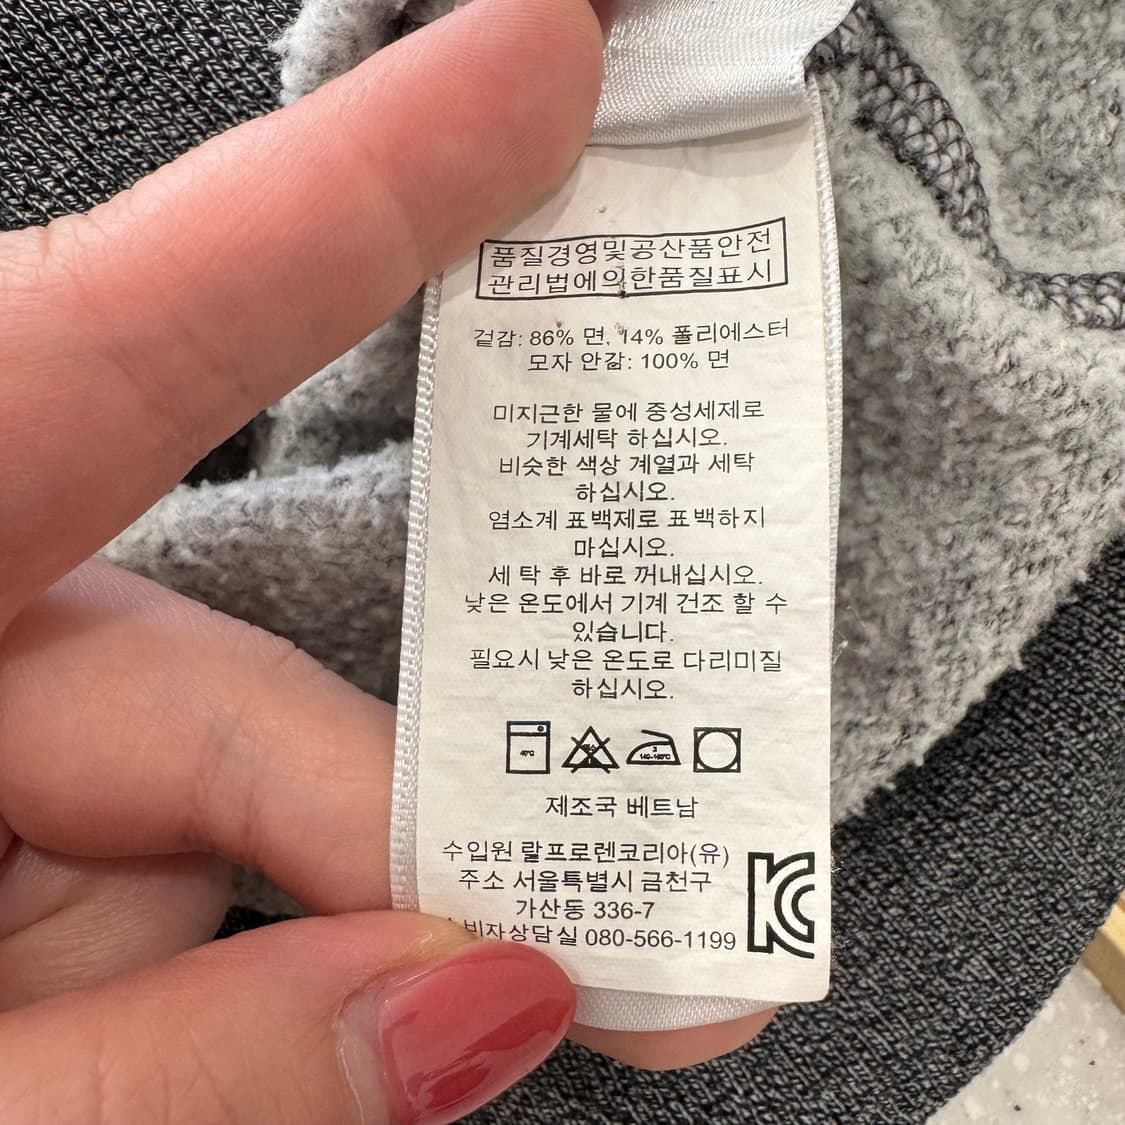 품질경영및공산품안전
관리법에의한품질표시
겉감: 86% 면, 14% 폴리에스터
모자 안감: 100% 면
미지근한 물에 중성세제로
기계세탁 하십시오.
비슷한 색상 계열과 세탁
하십시오.
염소계 표백제로 표백하지
마십시오.
세탁 후 바로 꺼내십시오.
낮은 온도에서 기계 건조 할 수
있습니다.
필요시 낮은 온도로 다리미질
하십시오.
제조국 베트남
수입원 랄프로렌코리아(유)
주소 서울특별시 금천구
가산동 336-7
비자상담실 080-566-1199